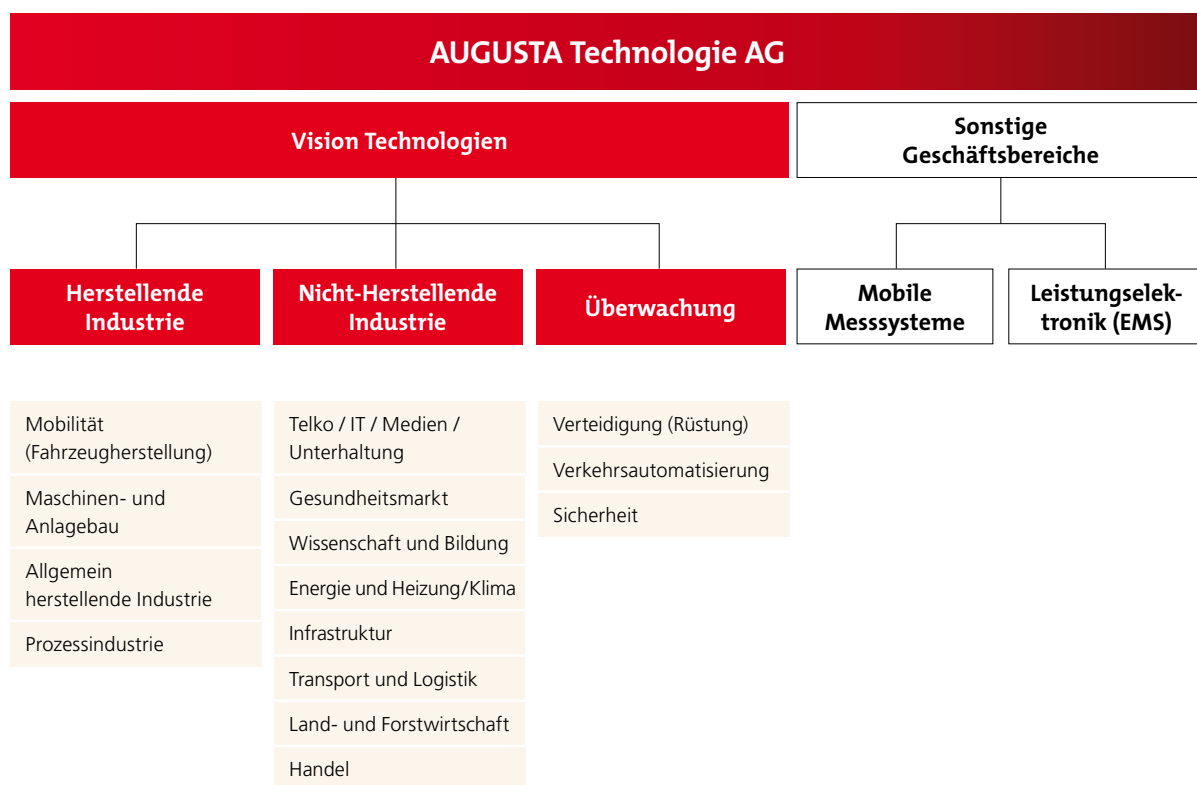 AUGUSTA Technologie AG
Vision Technologien
Sonstige
Geschäftsbereiche
Herstellende
Industrie
Nicht-Herstellende
Industrie
Überwachung
Mobile
Messsysteme
Leistungselek-
tronik (EMS)
Mobilität
(Fahrzeugherstellung)
Maschinen- und
Anlagebau
Allgemein
herstellende Industrie
Prozessindustrie
Telko / IT / Medien /
Unterhaltung
Gesundheitsmarkt
Wissenschaft und Bildung
Energie und Heizung/Klima
Infrastruktur
Transport und Logistik
Land- und Forstwirtschaft
Handel
Verteidigung (Rüstung)
Verkehrsautomatisierung
Sicherheit